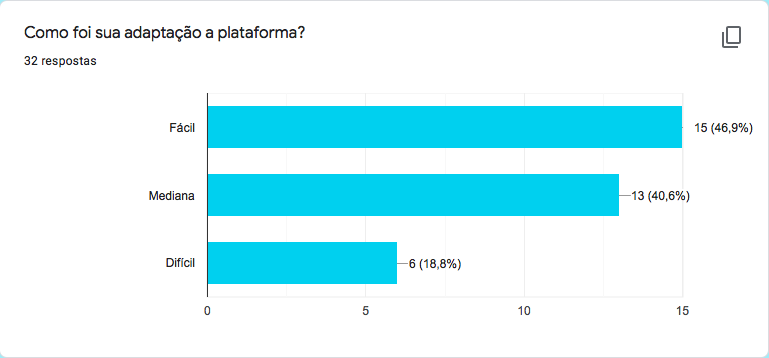 Como foi sua adaptação a plataforma?
32 respostas
Fácil
15 (46,9%)
Mediana
13 (40,6%)
Difícil
6 (18,8%)
0
5
10
15